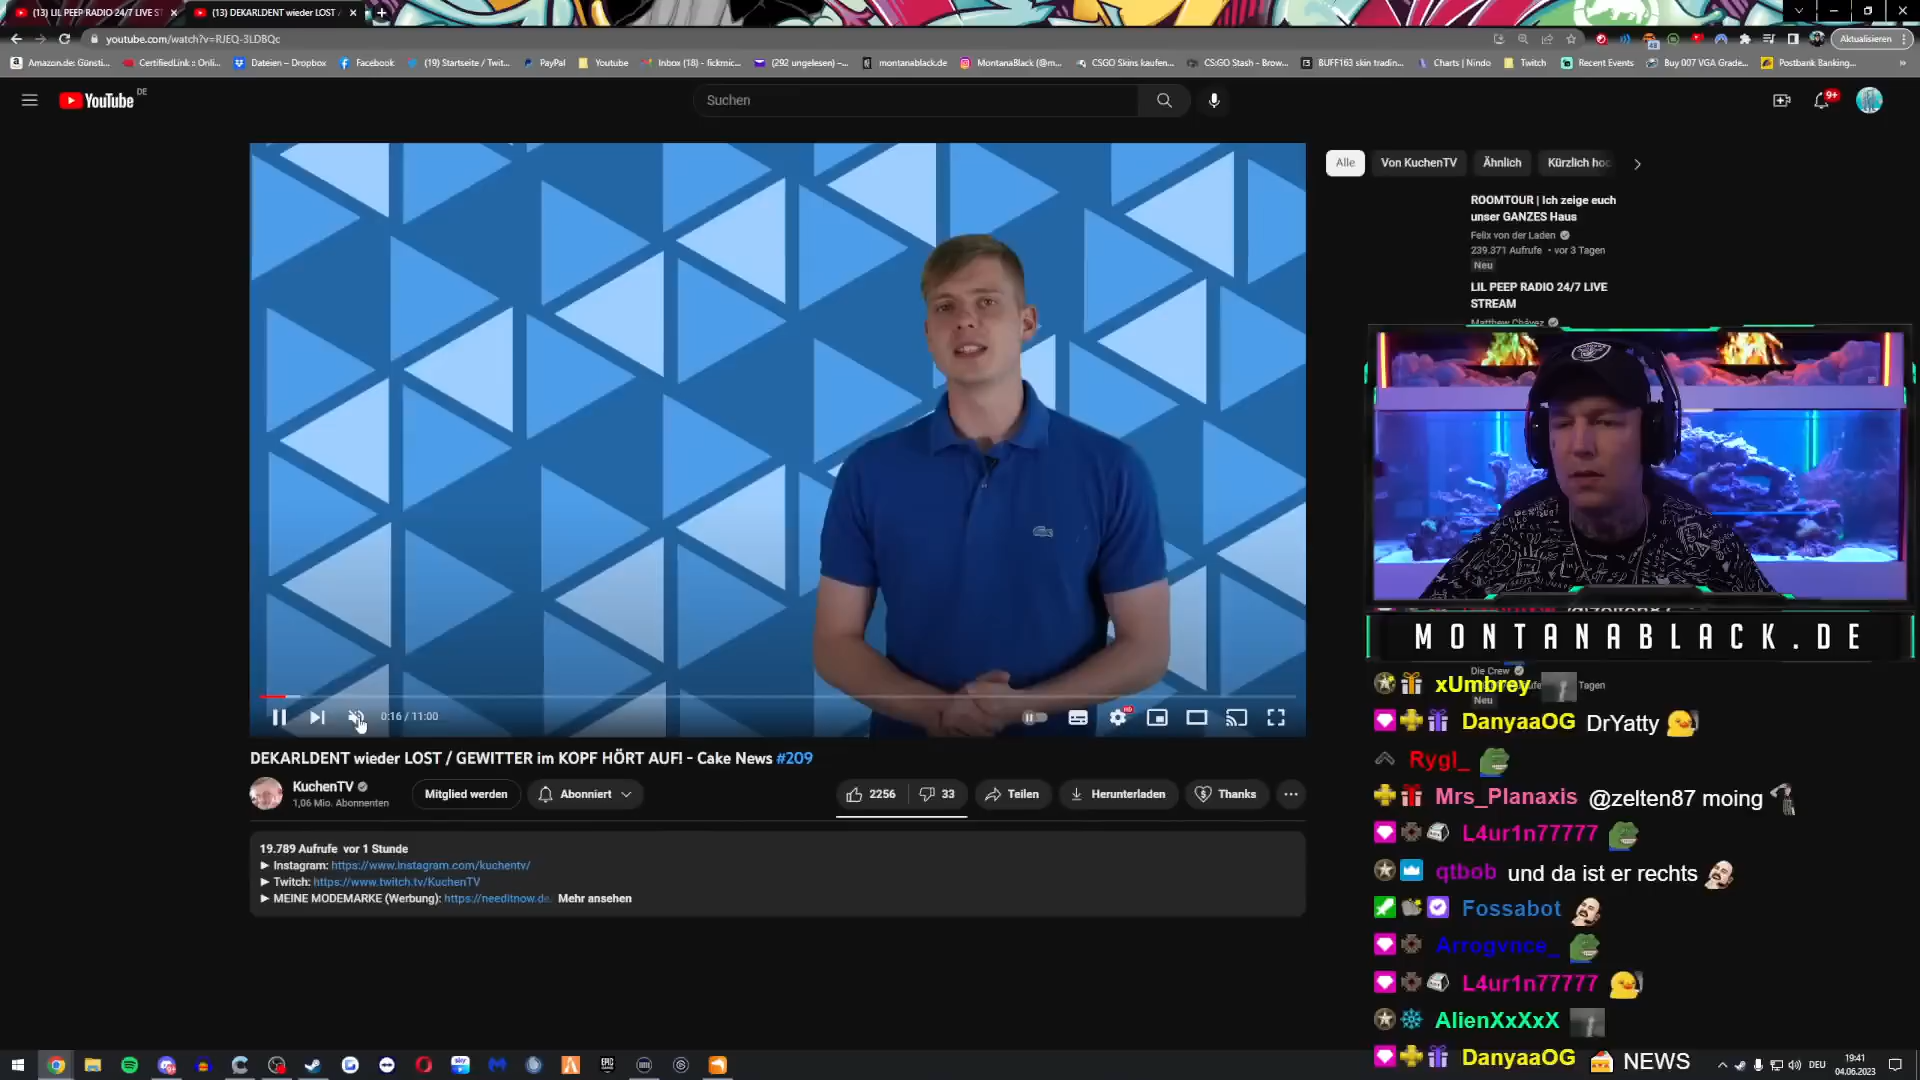 (13) LIL PEEP RADIO 24/7 LIVE ST
(13) DEKARLDENT wieder LOST /
youtube.com/watch?v=RJEQ-3LDBQc
Aktualisieren
Amazon.de: Günsti...
CertifiedLink :: Onli...
Dateien – Dropbox
Facebook
(19) Startseite / Twit...
PayPal
Youtube
Inbox (18) - fickmic...
(292 ungelesen) –...
montanablack.de
MontanaBlack (@m...
CSGO Skins kaufen...
CS:GO Stash - Brow...
BUFF163 skin tradin...
Charts | Nindo
Twitch
Recent Events
Buy 007 VGA Grade...
Postbank Banking...
YouTube DE
Suchen
9+
Alle
Von KuchenTV
Ähnlich
Kürzlich hoc
ROOMTOUR | Ich zeige euch
unser GANZES Haus
Felix von der Laden
239.371 Aufrufe • vor 3 Tagen
Neu
LIL PEEP RADIO 24/7 LIVE
STREAM
Matthew Chávez
0:16 / 11:00
DEKARLDENT wieder LOST / GEWITTER im KOPF HÖRT AUF! - Cake News #209
KuchenTV
1,06 Mio. Abonnenten
Mitglied werden
Abonniert
2256
33
Teilen
Herunterladen
Thanks
19.789 Aufrufe vor 1 Stunde
► Instagram: https://www.instagram.com/kuchentv/
► Twitch: https://www.twitch.tv/KuchenTV
► MEINE MODEMARKE (Werbung): https://needitnow.de. Mehr ansehen
MONTANABLACK.DE
Die Crew
Tagen
Neu
xUmbrey
DanyaaOG DrYatty
Rygl_
Mrs_Planaxis @zelten87 moing
L4ur1n77777
qtbob und da ist er rechts
Fossabot
Arrogvnce_
L4ur1n77777
AlienXxXxX
DanyaaOG NEWS
DEU
19:41
04.06.2023